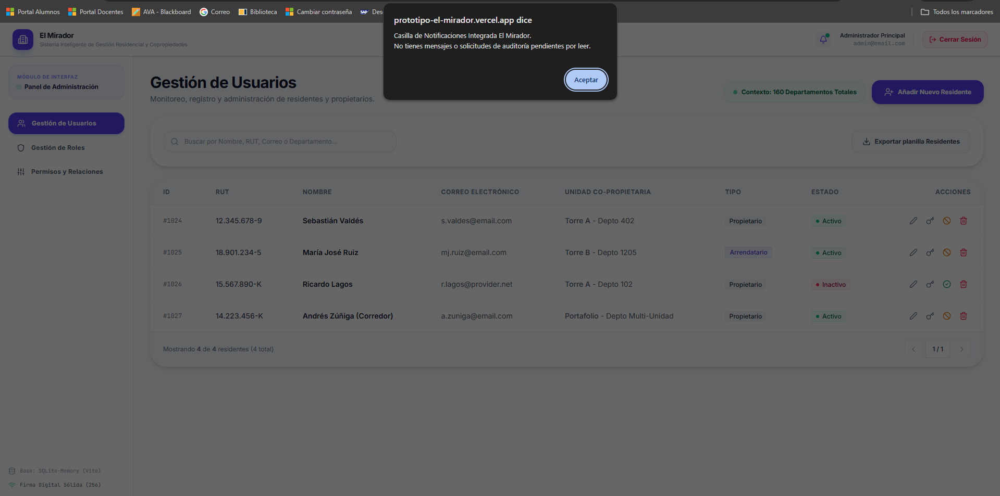 Portal Alumnos
Portal Docentes
AVA - Blackboard
Correo
Biblioteca
Cambiar contraseña
SAP
Todos los marcadores
prototipo-el-mirador.vercel.app dice
Casilla de Notificaciones Integrada El Mirador.
No tienes mensajes o solicitudes de auditoría pendientes por leer.
Aceptar
El Mirador
Sistema Inteligente de Gestión Residencial y Copropiedades
Administrador Principal
admin@email.com
Cerrar Sesión
MÓDULO DE INTERFAZ
Panel de Administración
Gestión de Usuarios
Gestión de Roles
Permisos y Relaciones
Gestión de Usuarios
Monitoreo, registro y administración de residentes y propietarios.
Contexto: 160 Departamentos Totales
Añadir Nuevo Residente
Buscar por Nombre, RUT, Correo o Departamento...
Exportar planilla Residentes
ID RUT NOMBRE CORREO ELECTRÓNICO UNIDAD CO-PROPIETARIA TIPO ESTADO ACCIONES
#1024 12.345.678-9 Sebastián Valdés s.valdes@email.com Torre A - Depto 402 Propietario Activo
#1025 18.901.234-5 María José Ruiz mj.ruiz@email.com Torre B - Depto 1205 Arrendatario Activo
#1026 15.567.890-K Ricardo Lagos r.lagos@provider.net Torre A - Depto 102 Propietario Inactivo
#1027 14.223.456-K Andrés Zúñiga (Corredor) a.zuniga@email.com Portafolio - Depto Multi-Unidad Propietario Activo
Mostrando 4 de 4 residentes (4 total)
1 / 1
Base: SQLite-Memory (Vite)
Firma Digital Sólida (256)